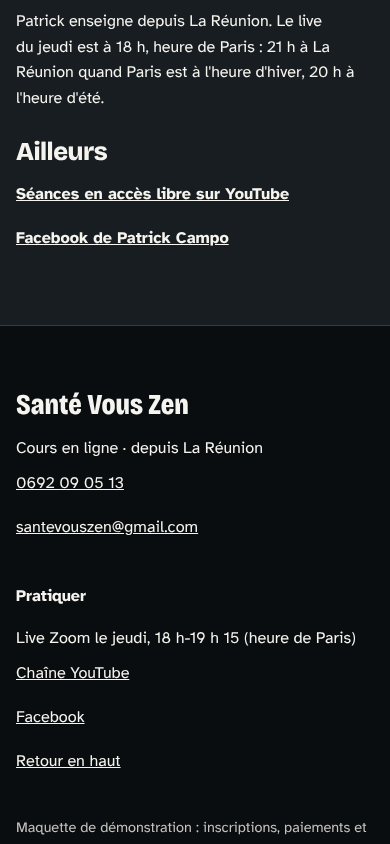 Patrick enseigne depuis La Réunion. Le live
du jeudi est à 18 h, heure de Paris : 21 h à La
Réunion quand Paris est à l'heure d'hiver, 20 h à
l'heure d'été.
Ailleurs
Séances en accès libre sur YouTube
Facebook de Patrick Campo
Santé Vous Zen
Cours en ligne · depuis La Réunion
0692 09 05 13
santevouszen@gmail.com
Pratiquer
Live Zoom le jeudi, 18 h-19 h 15 (heure de Paris)
Chaîne YouTube
Facebook
Retour en haut
Maquette de démonstration : inscriptions, paiements et